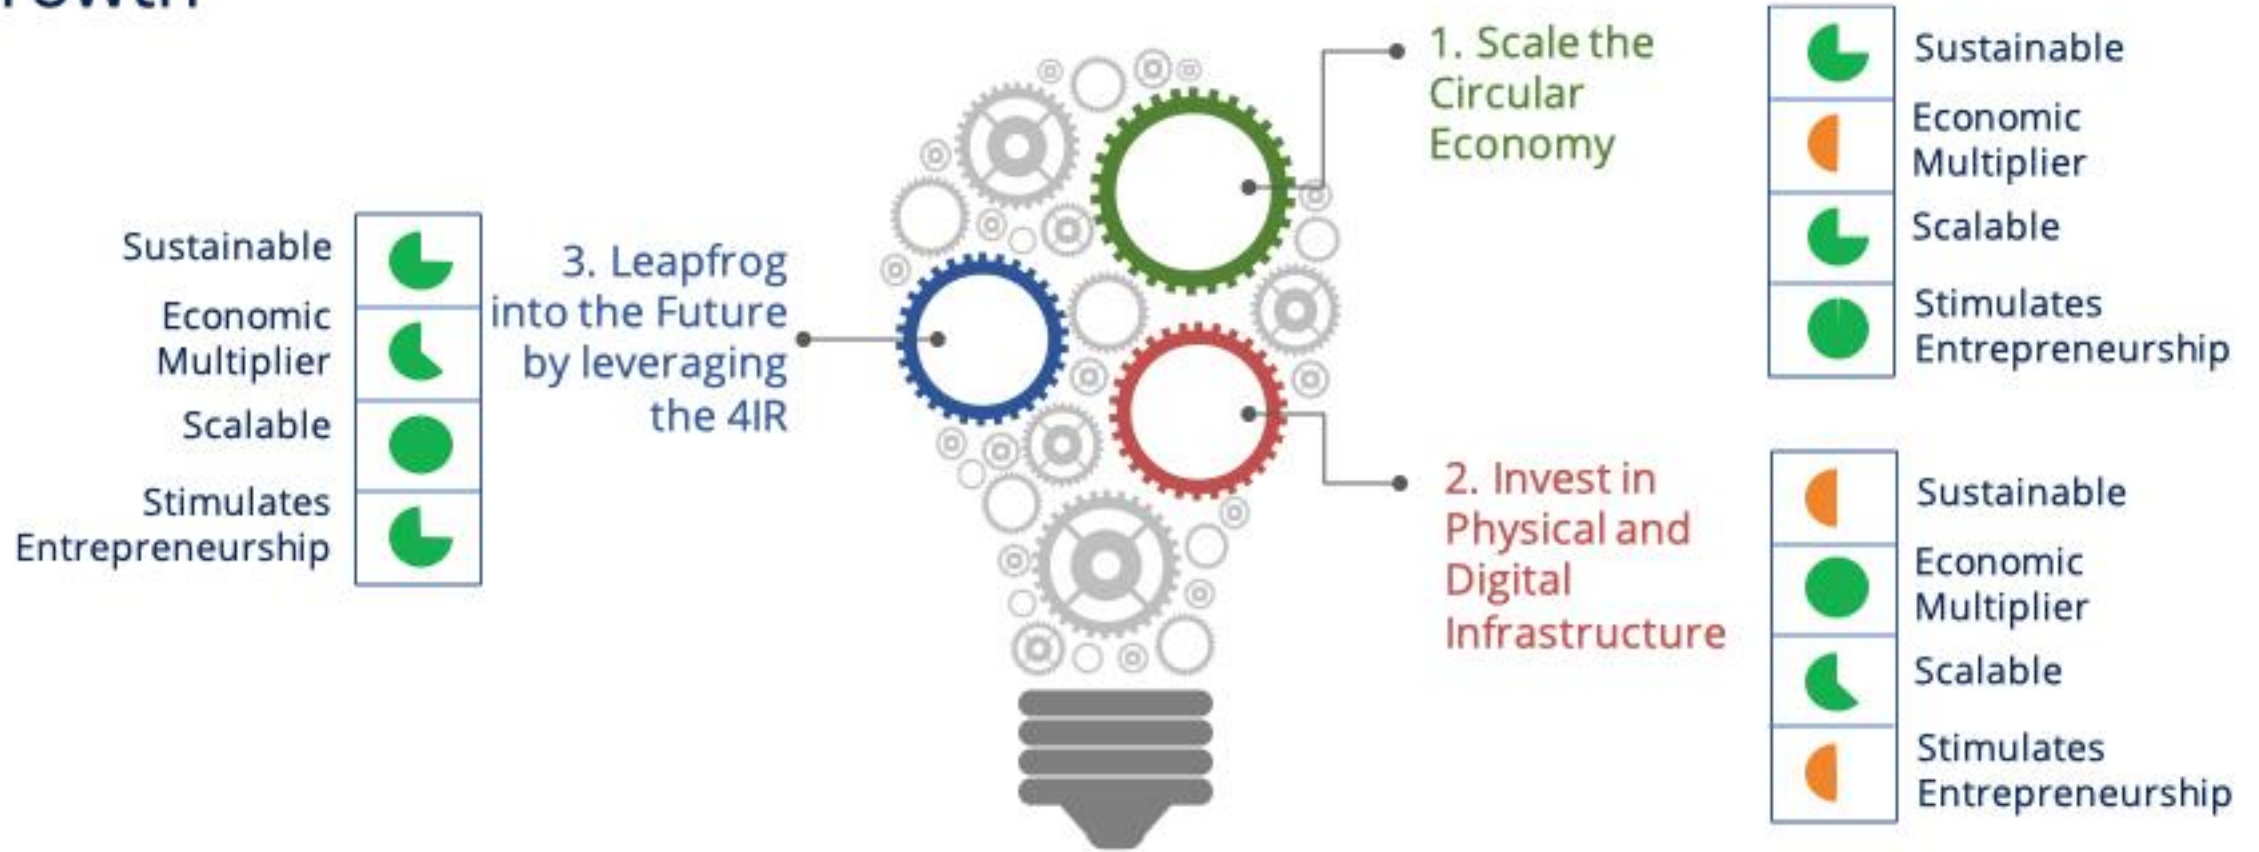 1. Scale the
Circular
Economy
Sustainable
Economic
Multiplier
Scalable
Stimulates
Entrepreneurship
Sustainable
Economic
Multiplier
Scalable
Stimulates
Entrepreneurship
3. Leapfrog
into the Future
by leveraging
the 4IR
2. Invest in
Physical and
Digital
Infrastructure
Sustainable
Economic
Multiplier
Scalable
Stimulates
Entrepreneurship